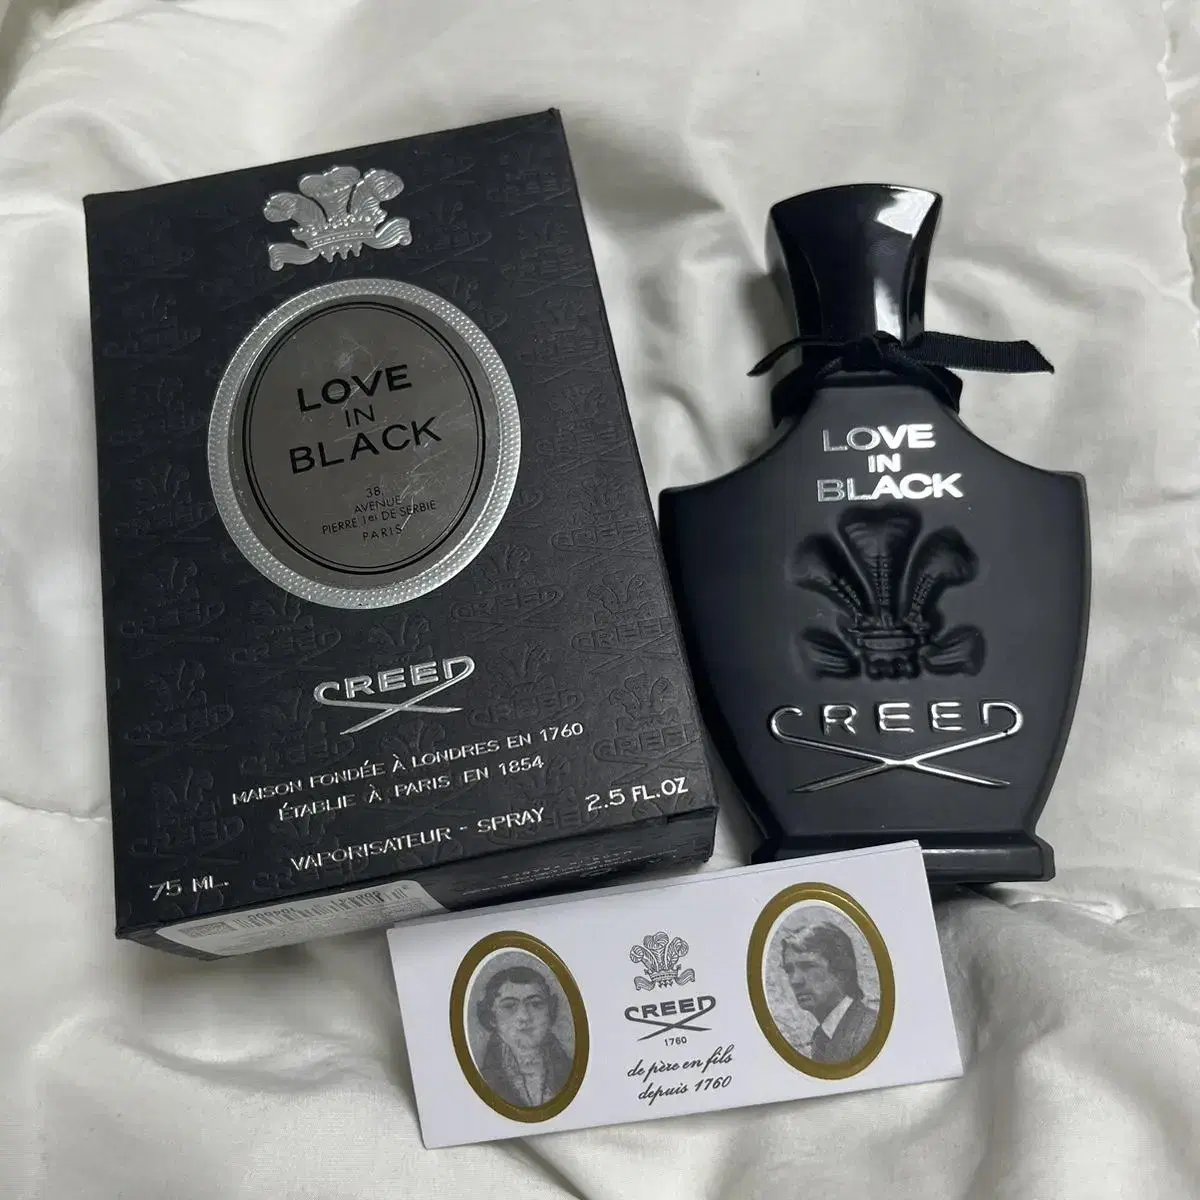 LOVE
IN
BLACK
38,
AVENUE
PIERRE 1er DE SERBIE
PARIS
CREED
MAISON FONDÉE À LONDRES EN 1760
ÉTABLIE À PARIS EN 1854
VAPORISATEUR - SPRAY
75 ML. 2.5 FL.OZ
LOVE
IN
BLACK
CREED
CREED
1760
de père en fils
depuis 1760